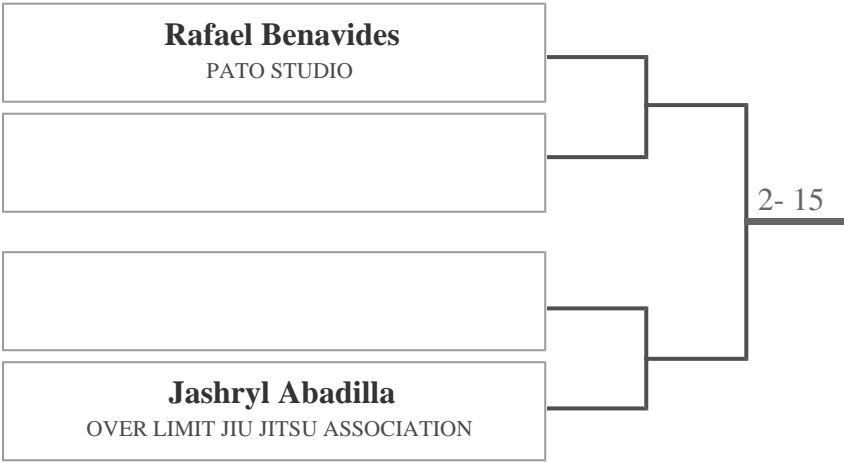 Rafael Benavides
PATO STUDIO
2- 15
Jashryl Abadilla
OVER LIMIT JIU JITSU ASSOCIATION